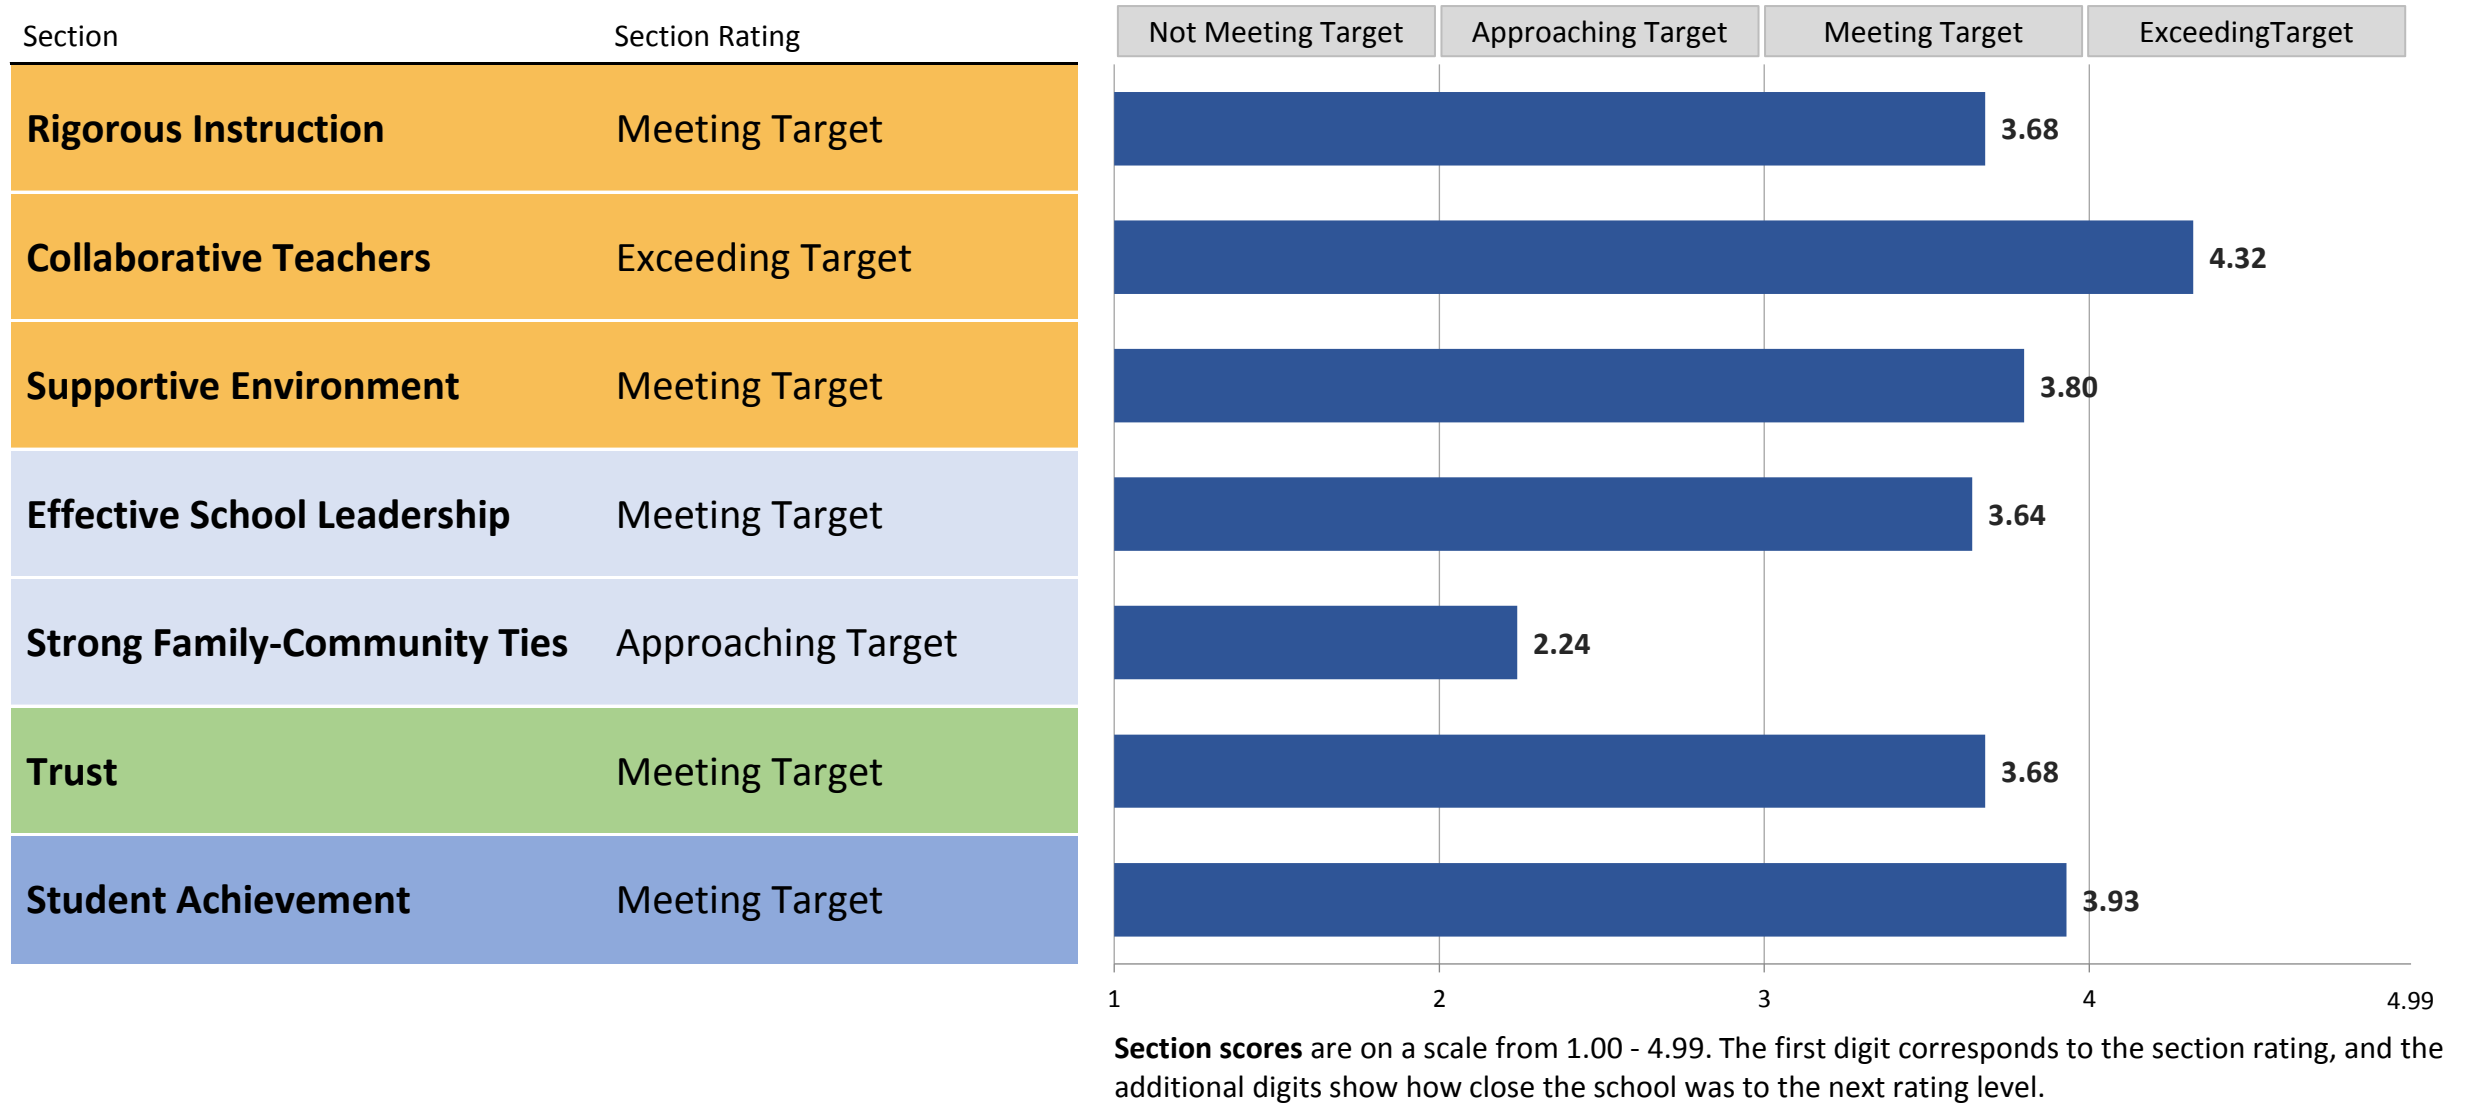 Section Section Rating Not Meeting Target Approaching Target Meeting Target ExceedingTarget
Rigorous Instruction Meeting Target 3.68
Collaborative Teachers Exceeding Target 4.32
Supportive Environment Meeting Target 3.80
Effective School Leadership Meeting Target 3.64
Strong Family-Community Ties Approaching Target 2.24
Trust Meeting Target 3.68
Student Achievement Meeting Target 3.93
1 2 3 4 4.99
Section scores are on a scale from 1.00 - 4.99. The first digit corresponds to the section rating, and the
additional digits show how close the school was to the next rating level.